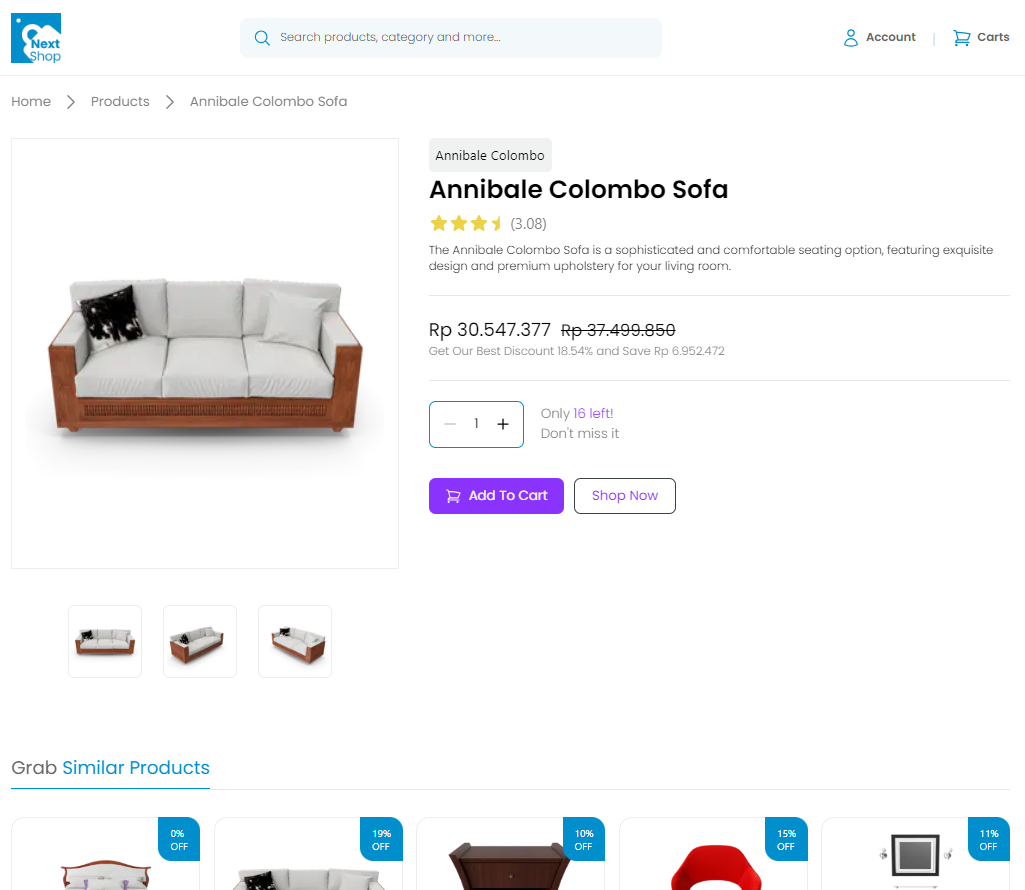 Next
Shop
Search products, category and more...
Account
|
Carts
Home
Products
Annibale Colombo Sofa
Annibale Colombo
Annibale Colombo Sofa
(3.08)
The Annibale Colombo Sofa is a sophisticated and comfortable seating option, featuring exquisite
design and premium upholstery for your living room.
Rp 30.547.377 Rp 37.499.850
Get Our Best Discount 18.54% and Save Rp 6.952.472
1
Only 16 left!
Don't miss it
Add To Cart
Shop Now
Grab Similar Products
0%
OFF
19%
OFF
10%
OFF
15%
OFF
11%
OFF